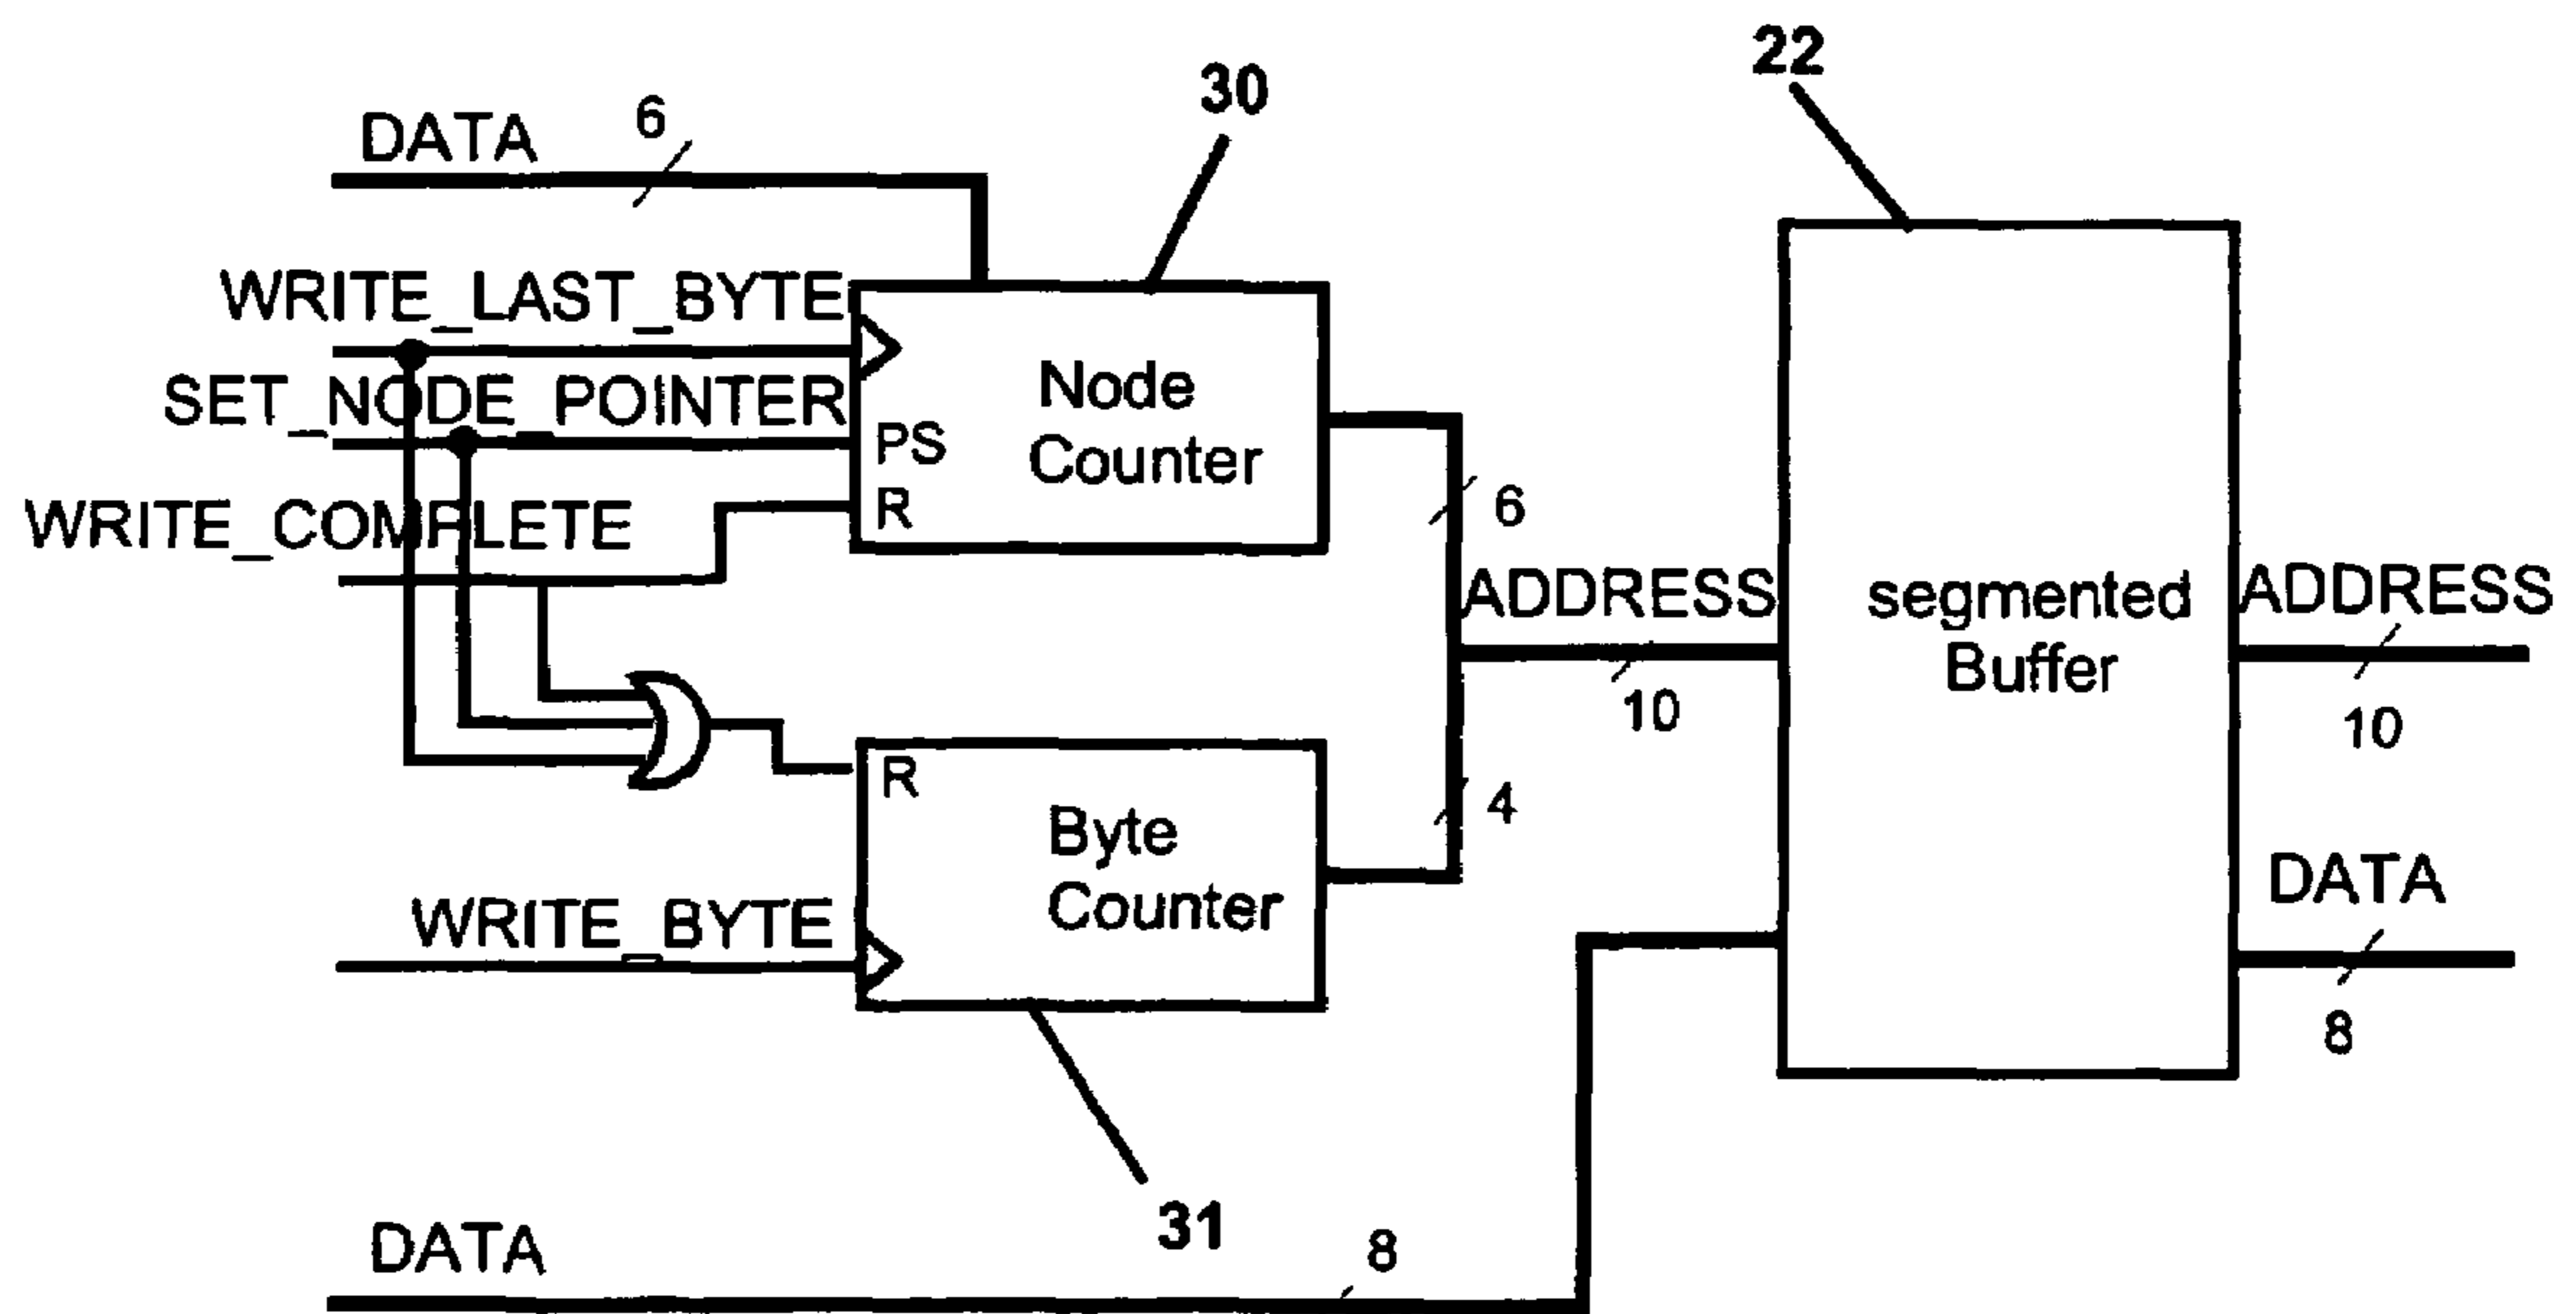 22
30
DATA
6
WRITE_LAST_BYTE
SET_NODE_POINTER
PS
R
WRITE_COMPLETE
Node
Counter
6
ADDRESS
10
segmented
Buffer
ADDRESS
10
R
Byte
Counter
4
WRITE_BYTE
DATA
8
31
DATA
8